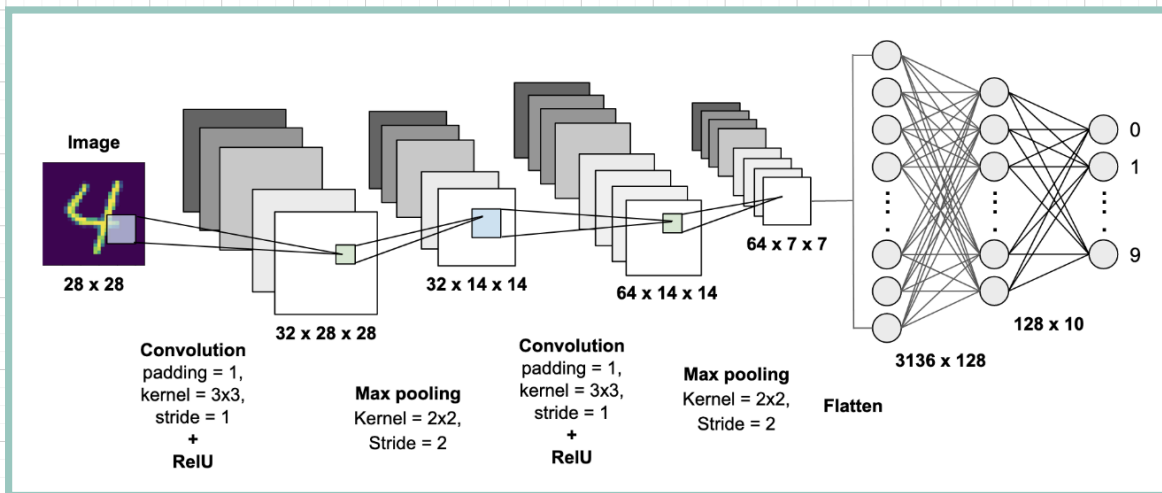 Image
28 x 28
32 x 28 x 28
32 x 14 x 14
64 x 14 x 14
64 x 7 x 7
0
1
9
3136 x 128
128 x 10
Convolution
padding = 1,
kernel = 3x3,
stride = 1
+
RelU
Max pooling
Kernel = 2x2,
Stride = 2
Convolution
padding = 1,
kernel = 3x3,
stride = 1
+
RelU
Max pooling
Kernel = 2x2,
Stride = 2
Flatten